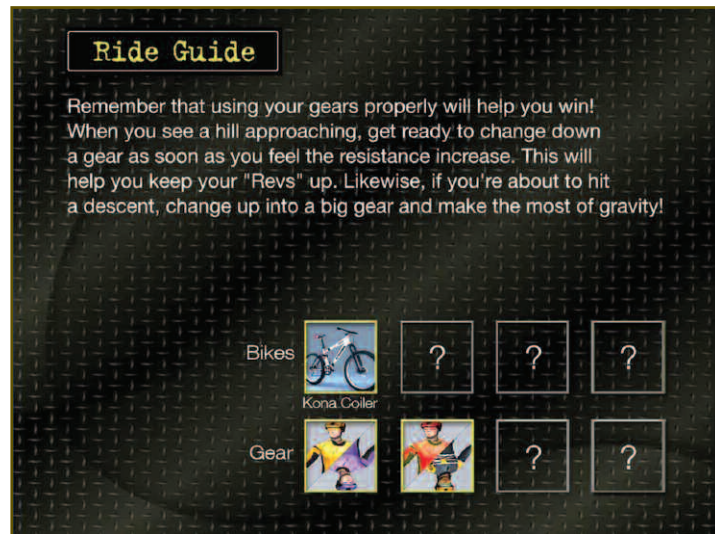 Ride Guide
Remember that using your gears properly will help you win!
When you see a hill approaching, get ready to change down
a gear as soon as you feel the resistance increase. This will
help you keep your "Revs" up. Likewise, if you're about to hit
a descent, change up into a big gear and make the most of gravity!
Bikes ? ? ?
Kona Coiler
Gear ? ?